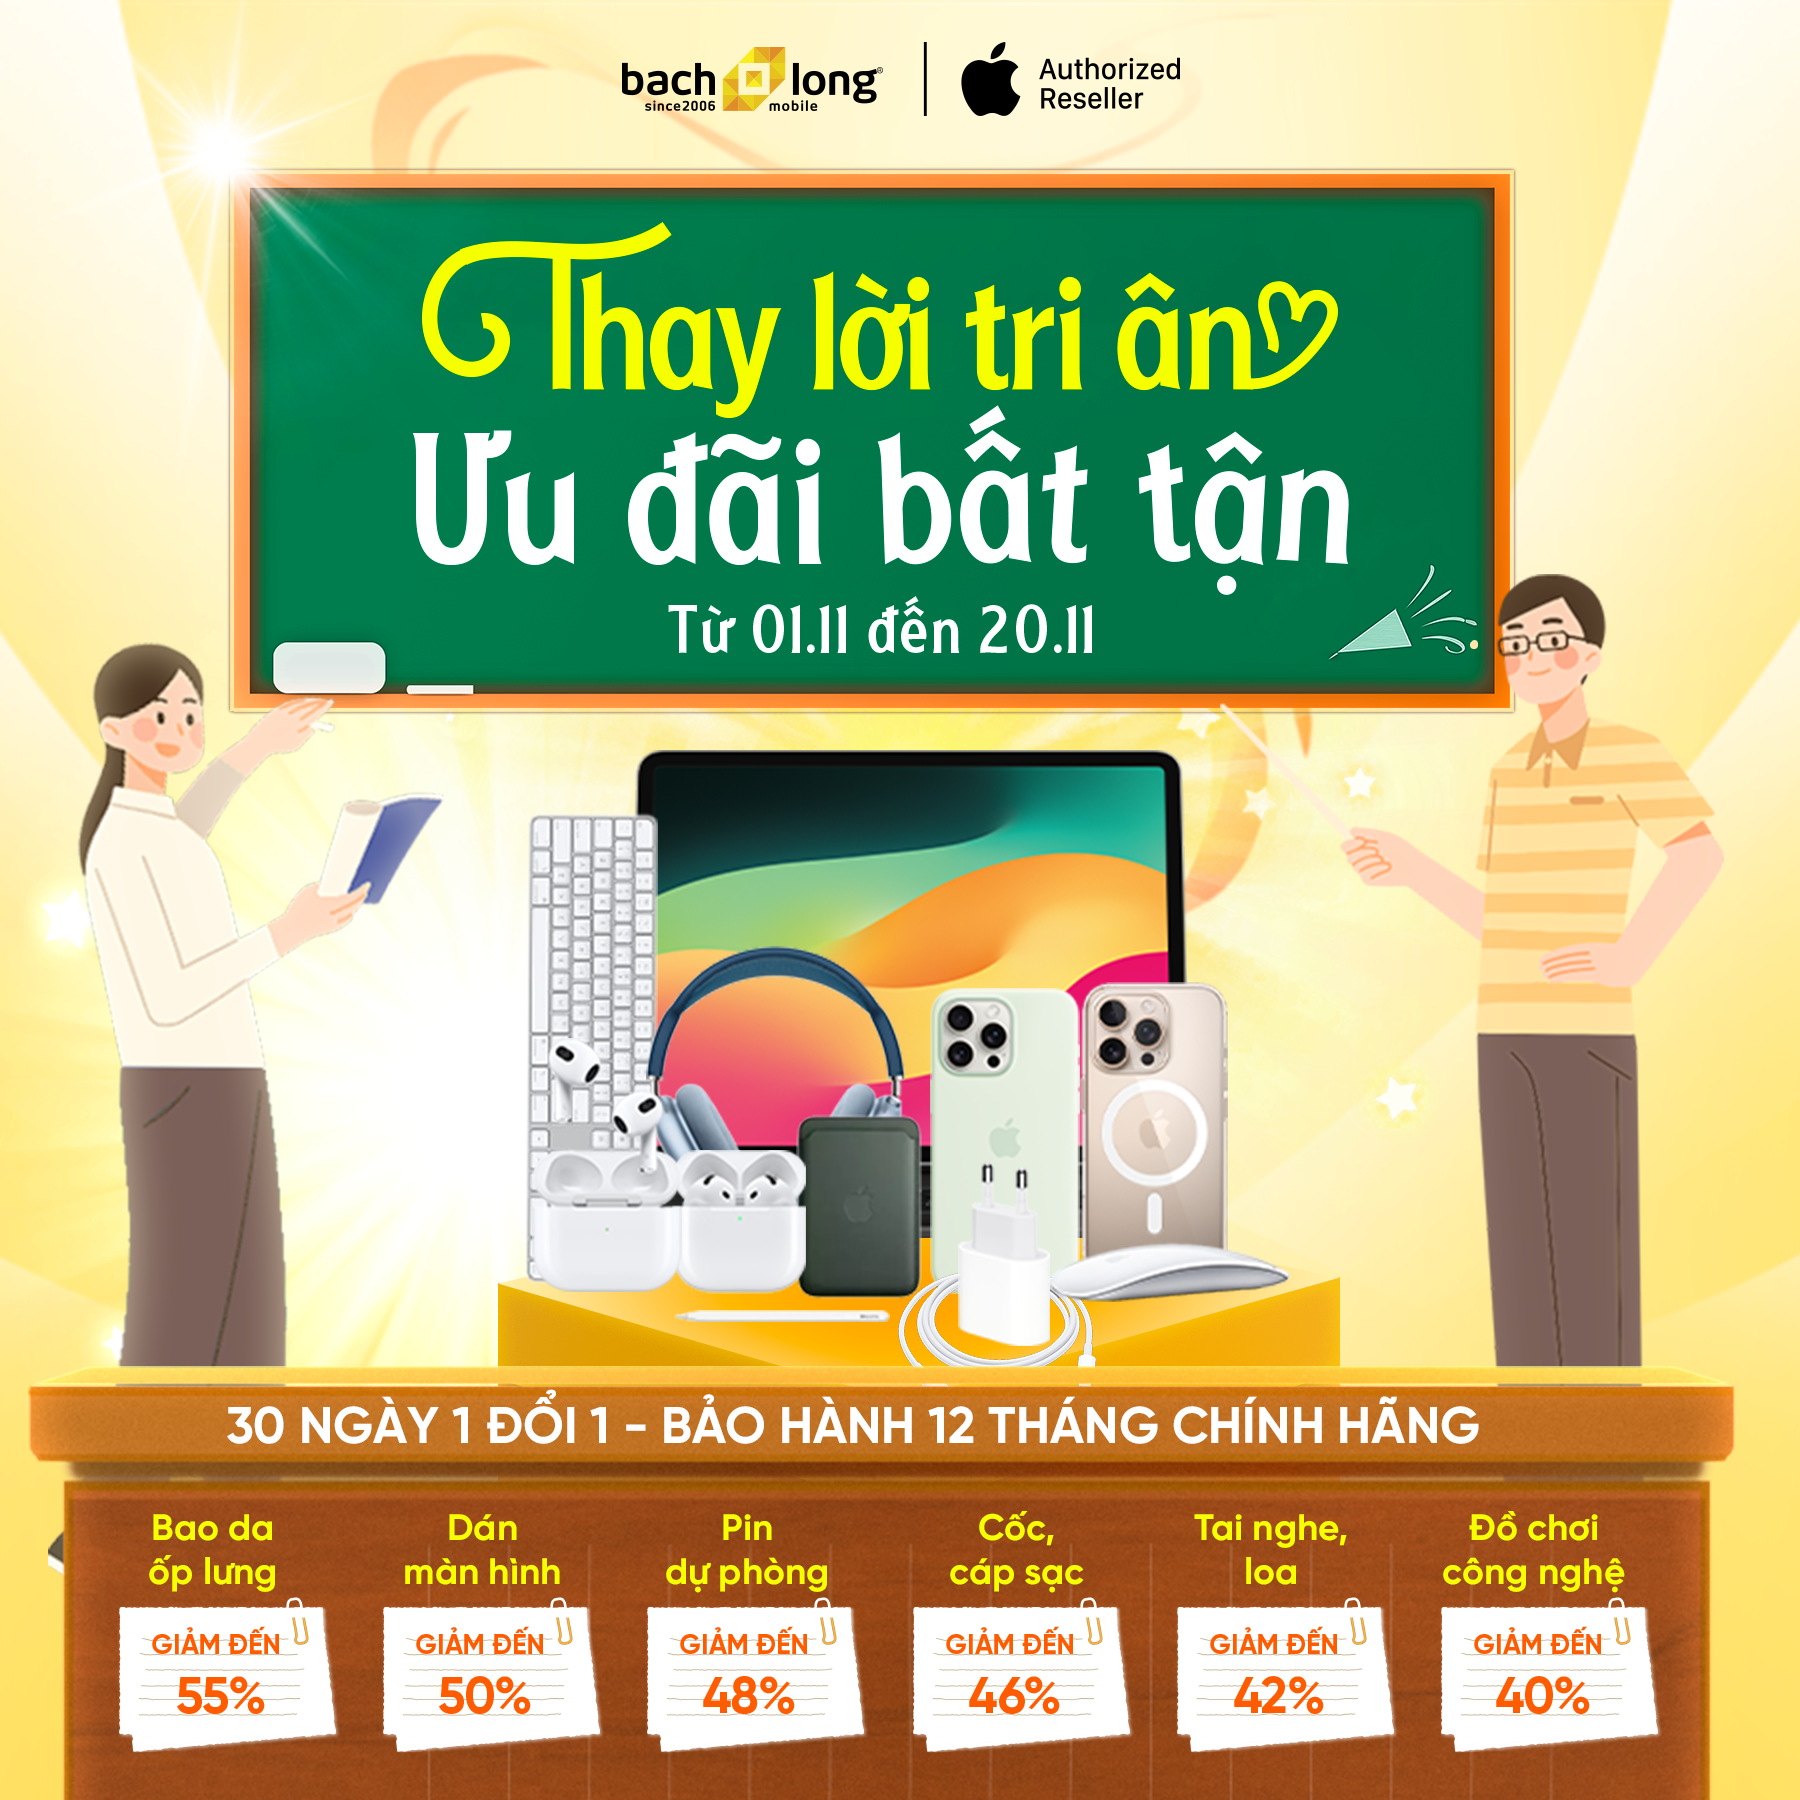 bach long®
since2006 mobile
Authorized
Reseller
Thay lời tri ân
Ưu đãi bất tận
Từ 01.11 đến 20.11
30 NGÀY 1 ĐỔI 1 - BẢO HÀNH 12 THÁNG CHÍNH HÃNG
Bao da
ốp lưng
GIẢM ĐẾN
55%
Dán
màn hình
GIẢM ĐẾN
50%
Pin
dự phòng
GIẢM ĐẾN
48%
Cốc,
cáp sạc
GIẢM ĐẾN
46%
Tai nghe,
loa
GIẢM ĐẾN
42%
Đồ chơi
công nghệ
GIẢM ĐẾN
40%